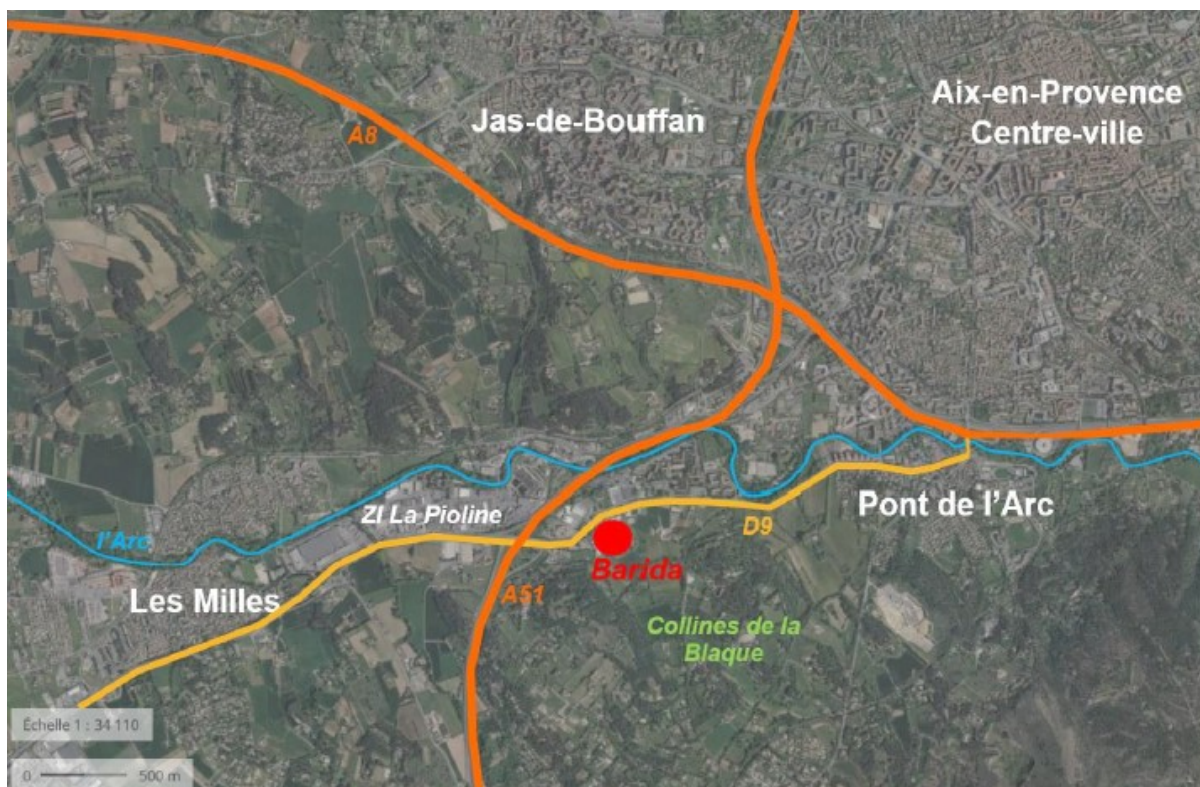 Aix-en-Provence
Centre-ville
Jas-de-Bouffan
A8
Pont de l'Arc
ZI La Pioline
D9
l'Arc
Barida
Les Milles
A51
Collines de la
Blaque
Échelle 1 : 34 110
0 500 m